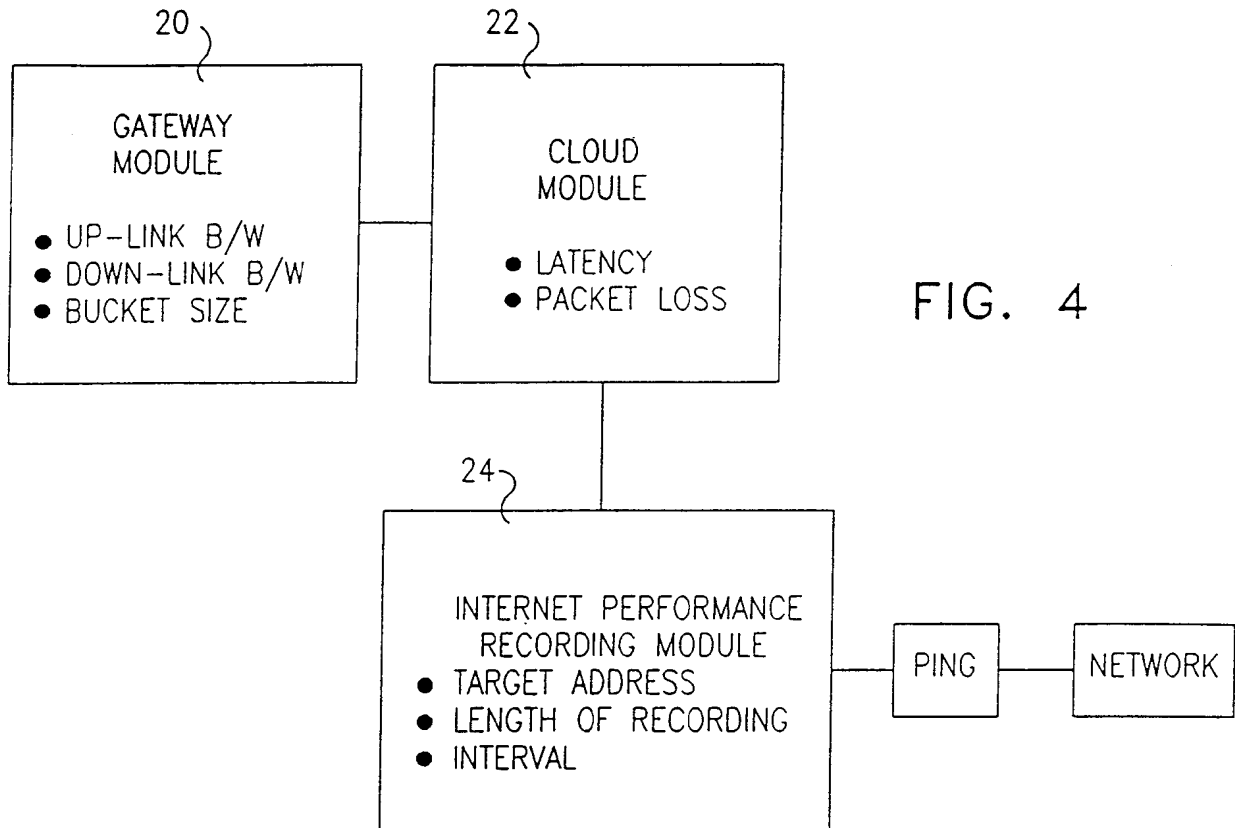 20
22
GATEWAY
MODULE
● UP-LINK B/W
● DOWN-LINK B/W
● BUCKET SIZE
CLOUD
MODULE
● LATENCY
● PACKET LOSS
FIG. 4
24
INTERNET PERFORMANCE
RECORDING MODULE
● TARGET ADDRESS
● LENGTH OF RECORDING
● INTERVAL
PING
NETWORK